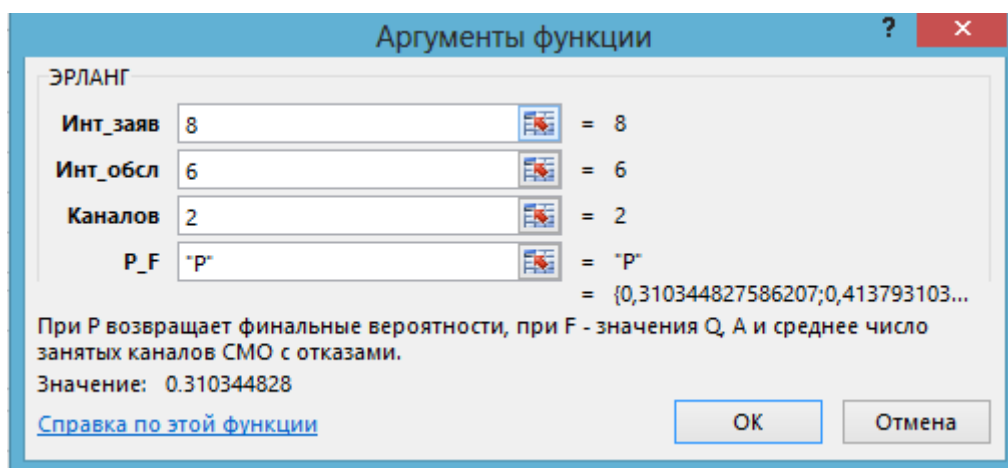 Аргументы функции ? ×
ЭРЛАНГ
Инт_заяв 8 = 8
Инт_обсл 6 = 6
Каналов 2 = 2
P_F "P" = "P"
= {0,310344827586207;0,413793103...
При P возвращает финальные вероятности, при F - значения Q, A и среднее число
занятых каналов СМО с отказами.
Значение: 0.310344828
Справка по этой функции ОК Отмена